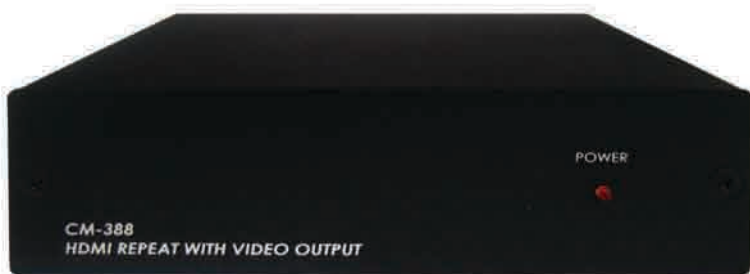 POWER
CM-388
HDMI REPEAT WITH VIDEO OUTPUT